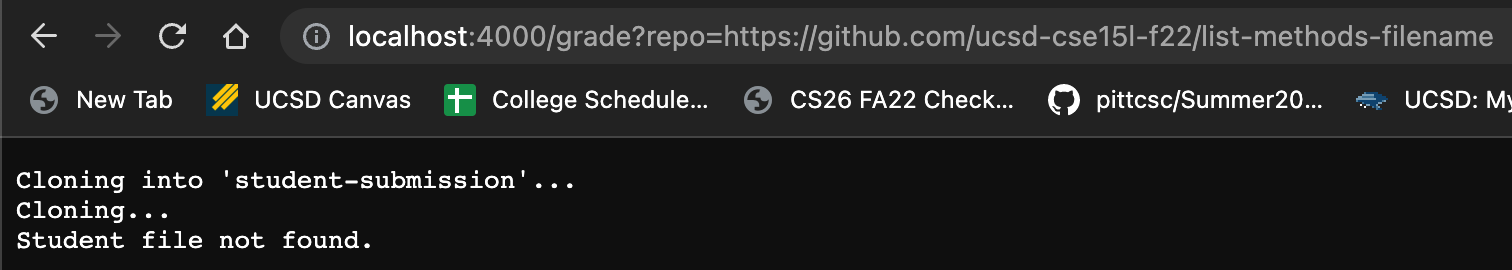 localhost:4000/grade?repo=https://github.com/ucsd-cse15l-f22/list-methods-filename
New Tab UCSD Canvas College Schedule... CS26 FA22 Check... pittcsc/Summer20... UCSD: My
Cloning into 'student-submission'...
Cloning...
Student file not found.